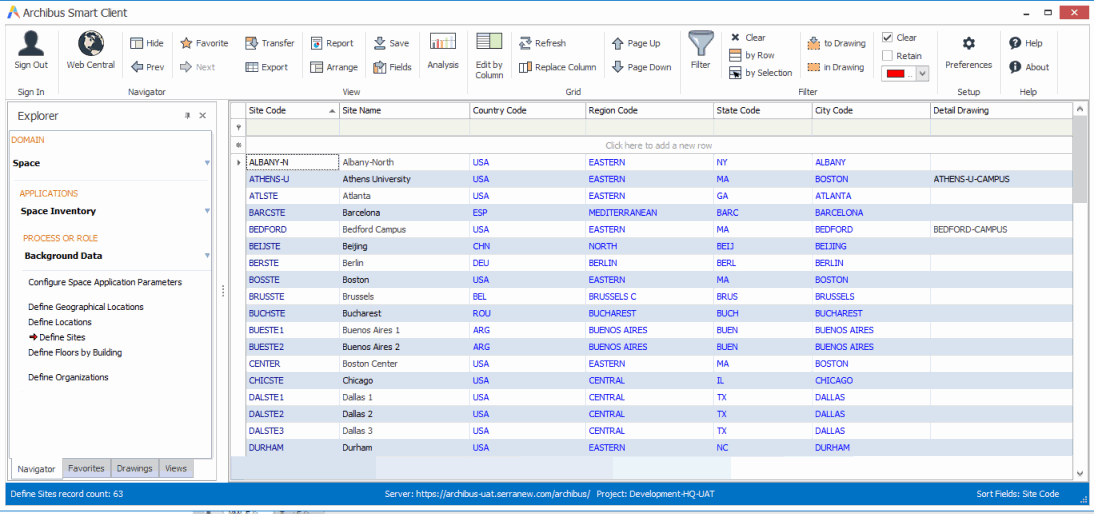 Archibus Smart Client
Sign Out
Web Central
Hide
Prev
Favorite
Next
Transfer
Export
Report
Arrange
Save
Fields
Analysis
Edit by Column
Refresh
Replace Column
Page Up
Page Down
Filter
Clear
by Row
by Selection
to Drawing
in Drawing
Clear
Retain
Preferences
Help
About
Sign In Navigator View Grid Filter Setup Help
Explorer
DOMAIN
Space
APPLICATIONS
Space Inventory
PROCESS OR ROLE
Background Data
Configure Space Application Parameters
Define Geographical Locations
Define Locations
Define Sites
Define Floors by Building
Define Organizations
Navigator Favorites Drawings Views
Site Code Site Name Country Code Region Code State Code City Code Detail Drawing
Click here to add a new row
ALBANY-N Albany-North USA EASTERN NY ALBANY
ATHENS-U Athens University USA EASTERN MA BOSTON ATHENS-U-CAMPUS
ATLSTE Atlanta USA EASTERN GA ATLANTA
BARCSTE Barcelona ESP MEDITERRANEAN BARC BARCELONA
BEDFORD Bedford Campus USA EASTERN MA BEDFORD BEDFORD-CAMPUS
BEIJSTE Beijing CHN NORTH BEIJ BEIJING
BERSTE Berlin DEU BERLIN BERL BERLIN
BOSSTE Boston USA EASTERN MA BOSTON
BRUSSTE Brussels BEL BRUSSELS C BRUS BRUSSELS
BUCHSTE Bucharest ROU BUCHAREST BUCH BUCHAREST
BUESTE1 Buenos Aires 1 ARG BUENOS AIRES BUEN BUENOS AIRES
BUESTE2 Buenos Aires 2 ARG BUENOS AIRES BUEN BUENOS AIRES
CENTER Boston Center USA EASTERN MA BOSTON
CHICSTE Chicago USA CENTRAL IL CHICAGO
DALSTE1 Dallas 1 USA CENTRAL TX DALLAS
DALSTE2 Dallas 2 USA CENTRAL TX DALLAS
DALSTE3 Dallas 3 USA CENTRAL TX DALLAS
DURHAM Durham USA EASTERN NC DURHAM
Define Sites record count: 63 Server: https://archibus-uat.serranew.com/archibus/ Project: Development-HQ-UAT Sort Fields: Site Code